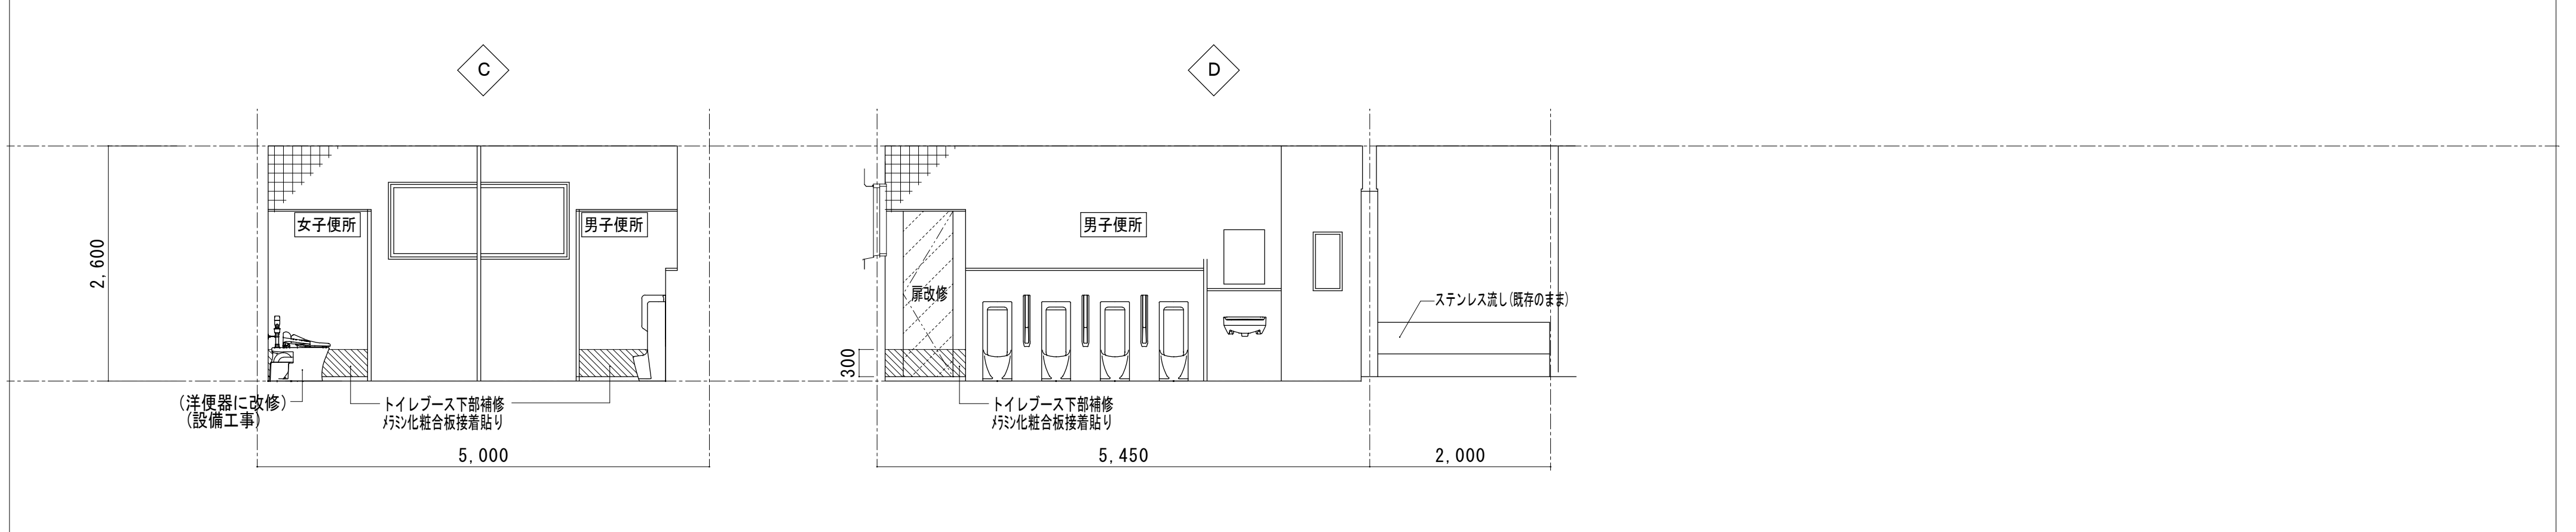 C
D
2,600
女子便所
男子便所
男子便所
扉改修
ステンレス流し(既存のまま)
300
(洋便器に改修)
(設備工事)
トイレブース下部補修
メラミン化粧合板接着貼り
トイレブース下部補修
メラミン化粧合板接着貼り
5,000
5,450
2,000